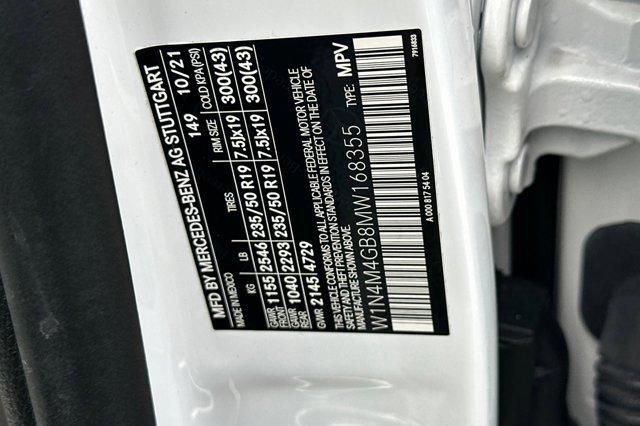 MFD BY MERCEDES-BENZ AG STUTTGART
MADE IN MEXICO 149 10/21
KG LB TIRES RIM SIZE COLD KPA(PSI)
GAWR FRONT 1155 2546 235/50 R19 7.5Jx19 300(43)
GAWR REAR 1040 2293 235/50 R19 7.5Jx19 300(43)
GVWR 2145 4729
THIS VEHICLE CONFORMS TO ALL APPLICABLE FEDERAL MOTOR VEHICLE
SAFETY AND THEFT PREVENTION STANDARDS IN EFFECT ON THE DATE OF
MANUFACTURE SHOWN ABOVE.
W1N4M4GB8MW168355 TYPE: MPV
A 000 817 54 04
7916833